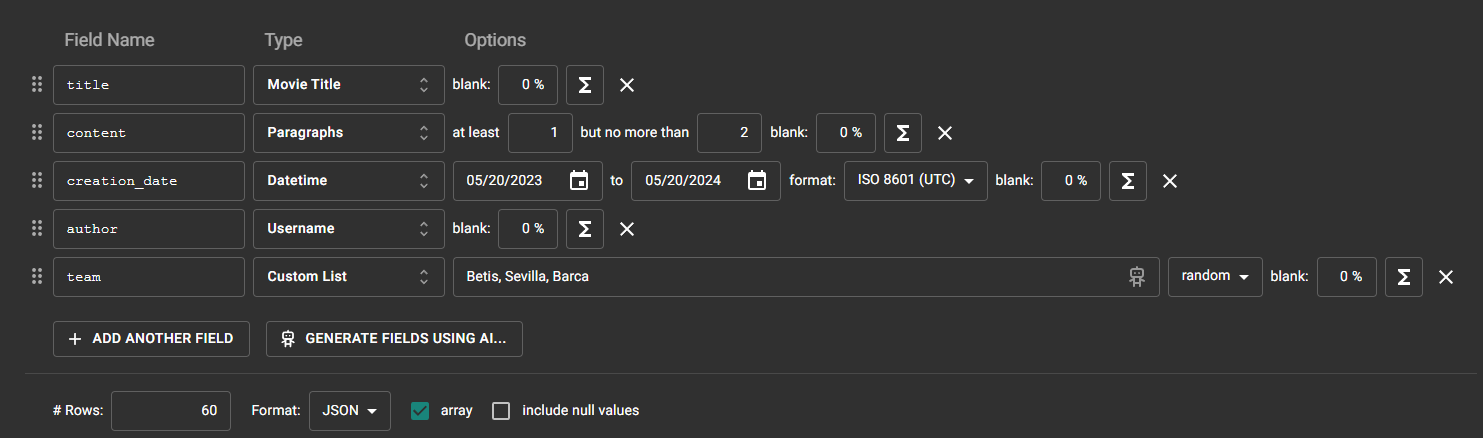 Field Name Type Options
title Movie Title blank: 0 %
content Paragraphs at least 1 but no more than 2 blank: 0 %
creation_date Datetime 05/20/2023 to 05/20/2024 format: ISO 8601 (UTC) blank: 0 %
author Username blank: 0 %
team Custom List Betis, Sevilla, Barca random blank: 0 %
ADD ANOTHER FIELD GENERATE FIELDS USING AI...
# Rows: 60 Format: JSON array include null values